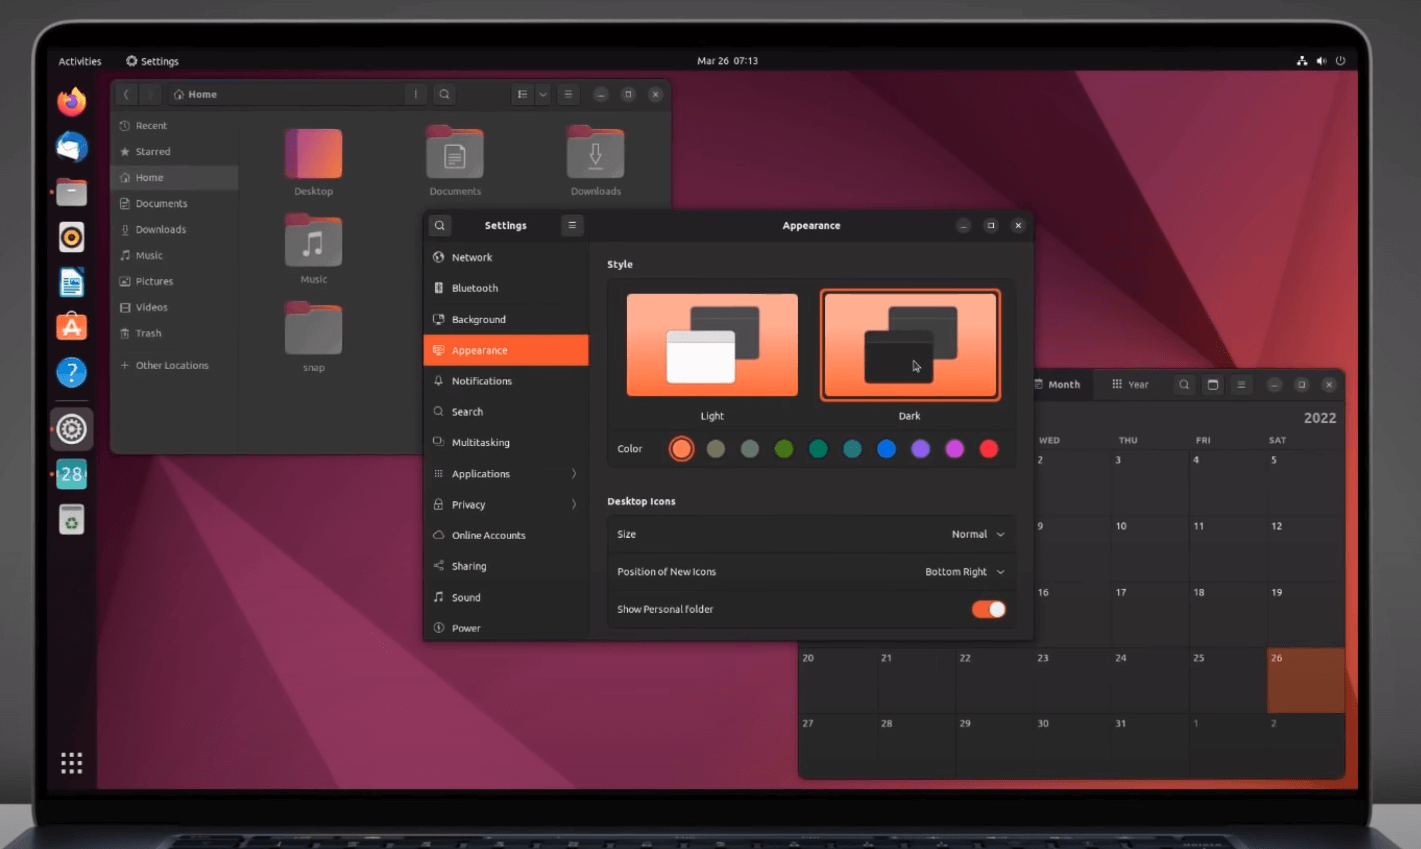 Activities
Settings
Mar 26 07:13
Home
Recent
Starred
Home
Documents
Downloads
Music
Pictures
Videos
Trash
Other Locations
Desktop
Documents
Downloads
Music
snap
28
Settings
Network
Bluetooth
Background
Appearance
Notifications
Search
Multitasking
Applications
Privacy
Online Accounts
Sharing
Sound
Power
Appearance
Style
Light
Dark
Color
Desktop Icons
Size
Normal
Position of New Icons
Bottom Right
Show Personal folder
Month
Year
2022
WED THU FRI SAT
2 3 4 5
9 10 11 12
16 17 18 19
20 21 22 23 24 25 26
27 28 29 30 31 1 2